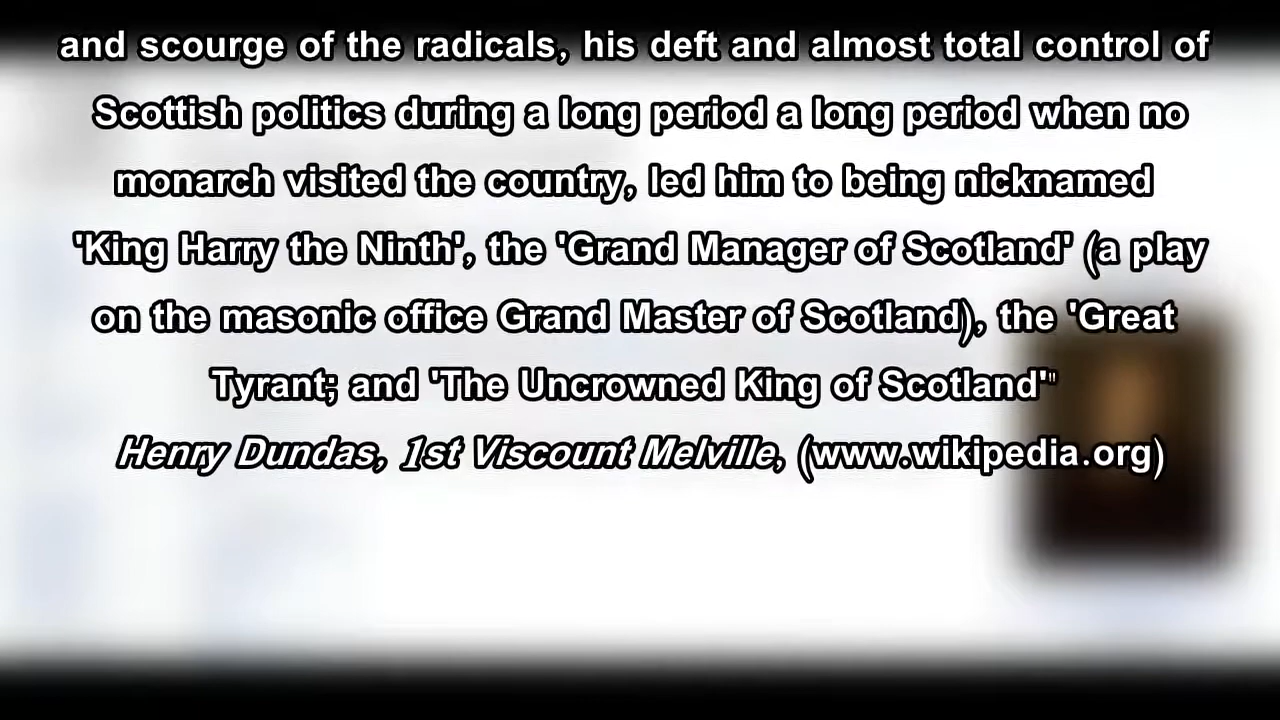 and scourge of the radicals, his deft and almost total control of
Scottish politics during a long period a long period when no
monarch visited the country, led him to being nicknamed
'King Harry the Ninth', the 'Grand Manager of Scotland' (a play
on the masonic office Grand Master of Scotland), the 'Great
Tyrant; and 'The Uncrowned King of Scotland'"
Henry Dundas, 1st Viscount Melville, (www.wikipedia.org)